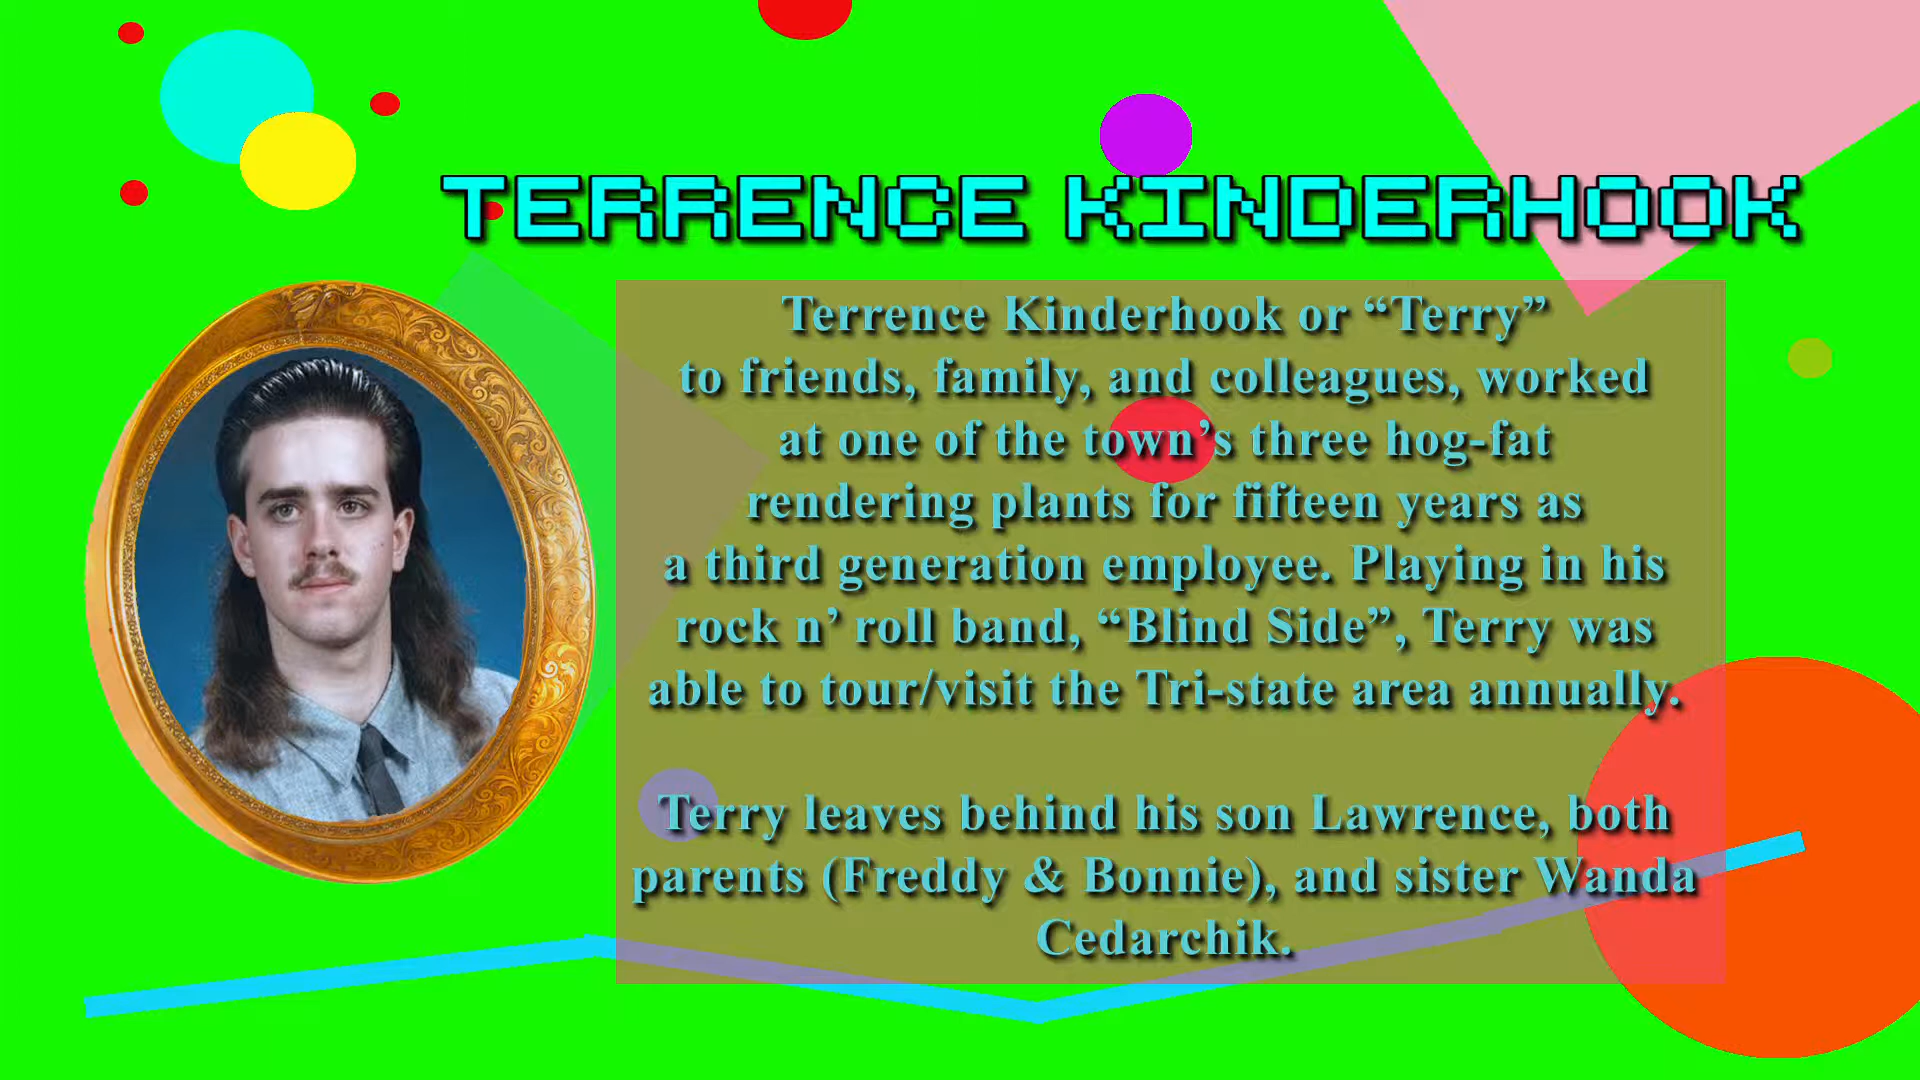 TERRENCE KINDERHOOK
Terrence Kinderhook or “Terry”
to friends, family, and colleagues, worked
at one of the town’s three hog-fat
rendering plants for fifteen years as
a third generation employee. Playing in his
rock n’ roll band, “Blind Side”, Terry was
able to tour/visit the Tri-state area annually.
Terry leaves behind his son Lawrence, both
parents (Freddy & Bonnie), and sister Wanda
Cedarchik.